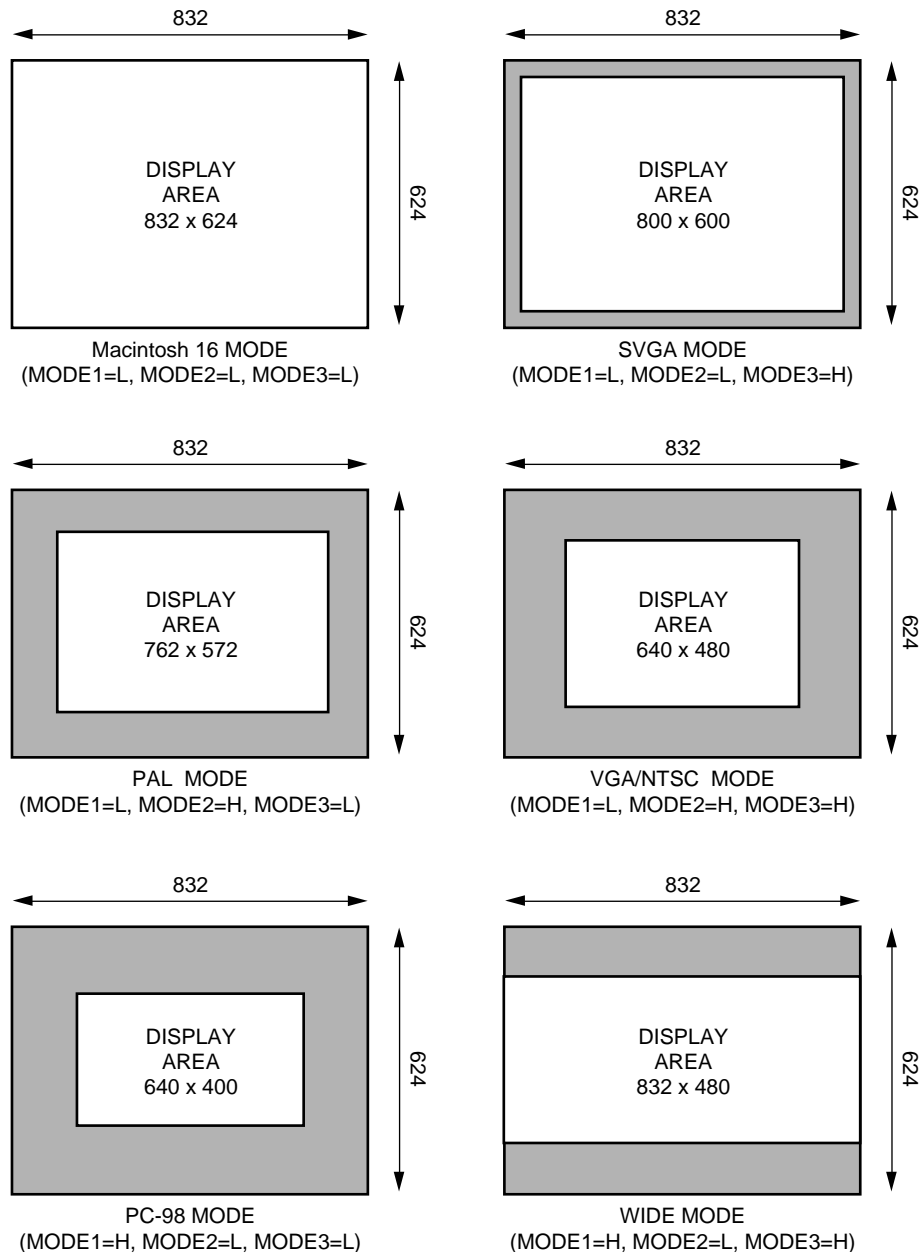 832
DISPLAY
AREA
832 x 624
624
Macintosh 16 MODE
(MODE1=L, MODE2=L, MODE3=L)
832
DISPLAY
AREA
800 x 600
624
SVGA MODE
(MODE1=L, MODE2=L, MODE3=H)
832
DISPLAY
AREA
762 x 572
624
PAL MODE
(MODE1=L, MODE2=H, MODE3=L)
832
DISPLAY
AREA
640 x 480
624
VGA/NTSC MODE
(MODE1=L, MODE2=H, MODE3=H)
832
DISPLAY
AREA
640 x 400
624
PC-98 MODE
(MODE1=H, MODE2=L, MODE3=L)
832
DISPLAY
AREA
832 x 480
624
WIDE MODE
(MODE1=H, MODE2=L, MODE3=H)